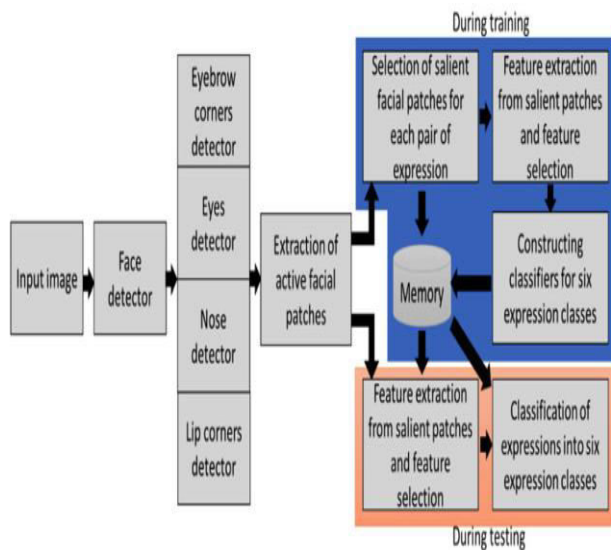 During training
Eyebrow
corners
detector
Eyes
detector
Nose
detector
Lip corners
detector
Input image
Face
detector
Extraction of
active facial
patches
Selection of salient
facial patches for
each pair of
expression
Feature extraction
from salient patches
and feature
selection
Memory
Constructing
classifiers for six
expression classes
Feature extraction
from salient patches
and feature
selection
Classification of
expressions into six
expression classes
During testing